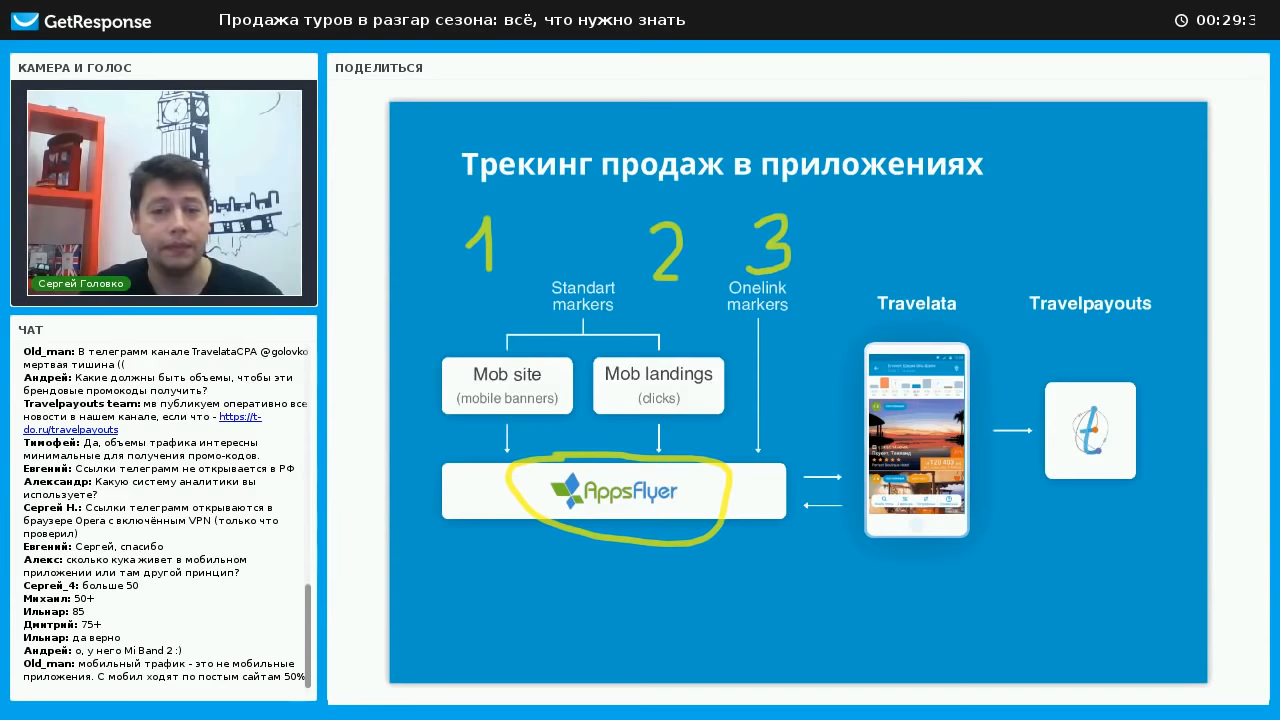 GetResponse
Продажа туров в разгар сезона: всё, что нужно знать
00:29:3
КАМЕРА И ГОЛОС
Сергей Головко
ЧАТ
Old_man: В телеграмм канале TravelataCPA @golovko
мертвая тишина ((
Андрей: Какие должны быть объемы, чтобы эти
брендовые промокоды получить?
Travelpayouts team: мв публикуем оперативно все
новости в нашем канале, если что - https://t-
do.ru/travelpayouts
Тимофей: Да, объемы трафика интересны
минимальные для получения промо-кодов.
Евгений: Ссылки телеграмм не открывается в РФ
Александр: Какую систему аналитики вы
используете?
Сергей Н.: Ссылки телеграмм открываются в
браузере Opera с включённым VPN (только что
проверил)
Евгений: Сергей, спасибо
Алекс: сколько кука живет в мобильном
приложении или там другой принцип?
Сергей_4: больше 50
Михаил: 50+
Ильнар: 85
Дмитрий: 75+
Ильнар: да верно
Андрей: о, у него Mi Band 2 :)
Old_man: мобильный трафик - это не мобильные
приложения. С мобил ходят по постым сайтам 50%
ПОДЕЛИТЬСЯ
Трекинг продаж в приложениях
1 2 3
Standart
markers
Onelink
markers
Travelata
Travelpayouts
Mob site
(mobile banners)
Mob landings
(clicks)
AppsFlyer
t